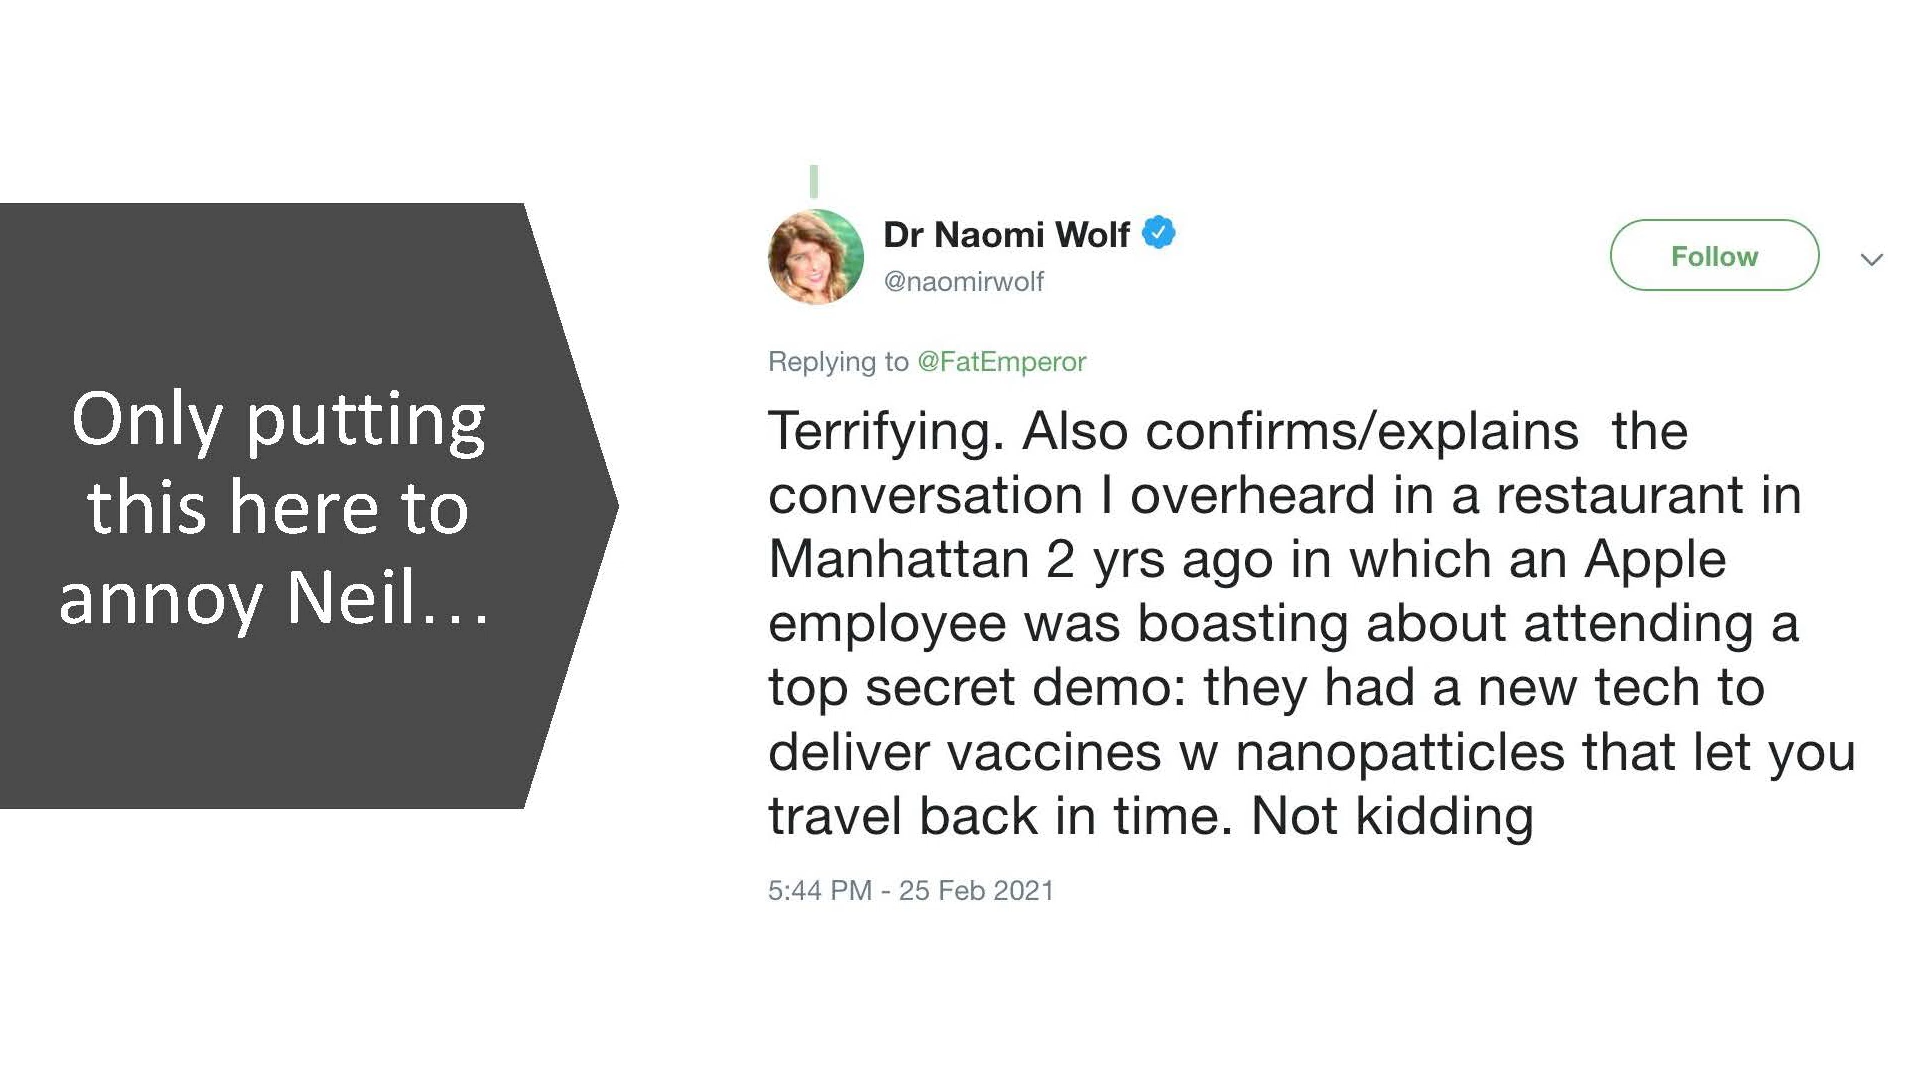 Only putting
this here to
annoy Neil…
Dr Naomi Wolf
@naomirwolf
Follow
Replying to @FatEmperor
Terrifying. Also confirms/explains  the
conversation I overheard in a restaurant in
Manhattan 2 yrs ago in which an Apple
employee was boasting about attending a
top secret demo: they had a new tech to
deliver vaccines w nanopatticles that let you
travel back in time. Not kidding
5:44 PM - 25 Feb 2021